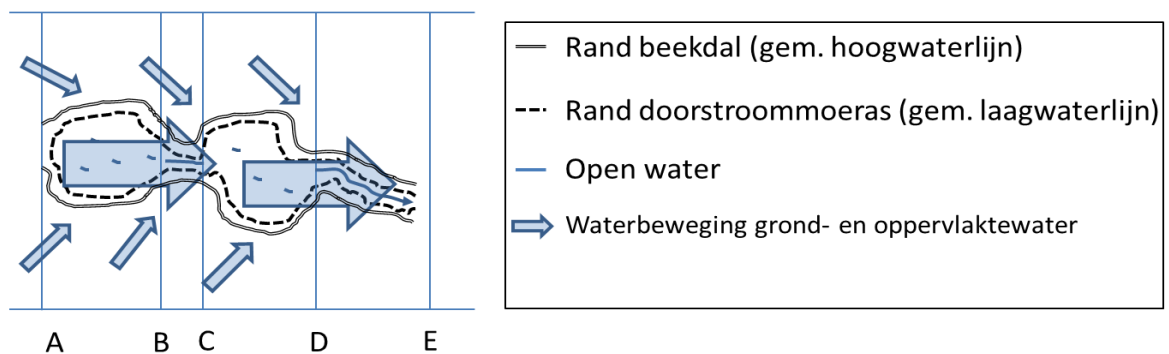 Rand beekdal (gem. hoogwaterlijn)
Rand doorstroommoeras (gem. laagwaterlijn)
Open water
Waterbeweging grond- en oppervlaktewater
A B C D E